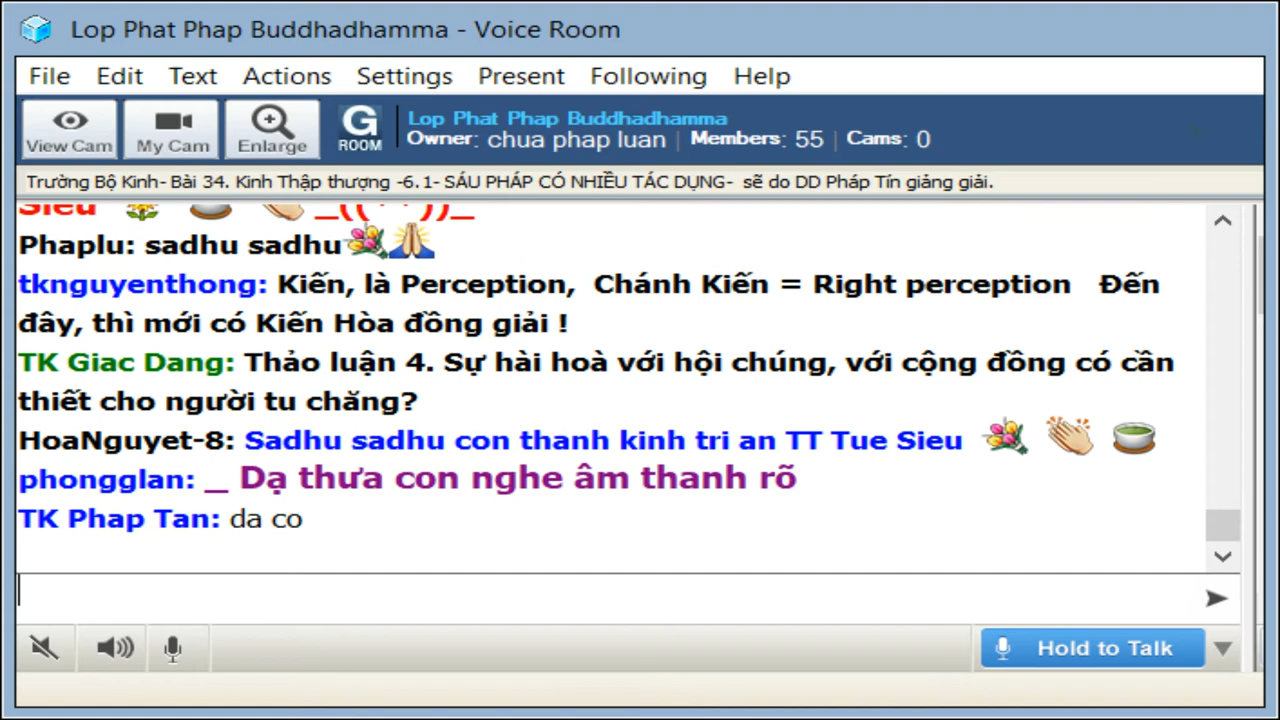 Lop Phat Phap Buddhadhamma - Voice Room
File Edit Text Actions Settings Present Following Help
View Cam My Cam Enlarge G ROOM
Lop Phat Phap Buddhadhamma
Owner: chua phap luan | Members: 55 | Cams: 0
Trường Bộ Kinh- Bài 34. Kinh Thập thượng -6.1- SÁU PHÁP CÓ NHIỀU TÁC DỤNG- sẽ do DD Pháp Tín giảng giải.
Sieu
Phaplu: sadhu sadhu
tknguyenthong: Kiến, là Perception, Chánh Kiến = Right perception Đến
đây, thì mới có Kiến Hòa đồng giải !
TK Giac Dang: Thảo luận 4. Sự hài hoà với hội chúng, với cộng đồng có cần
thiết cho người tu chăng?
HoaNguyet-8: Sadhu sadhu con thanh kinh tri an TT Tue Sieu
phongglan: _ Dạ thưa con nghe âm thanh rõ
TK Phap Tan: da co
Hold to Talk